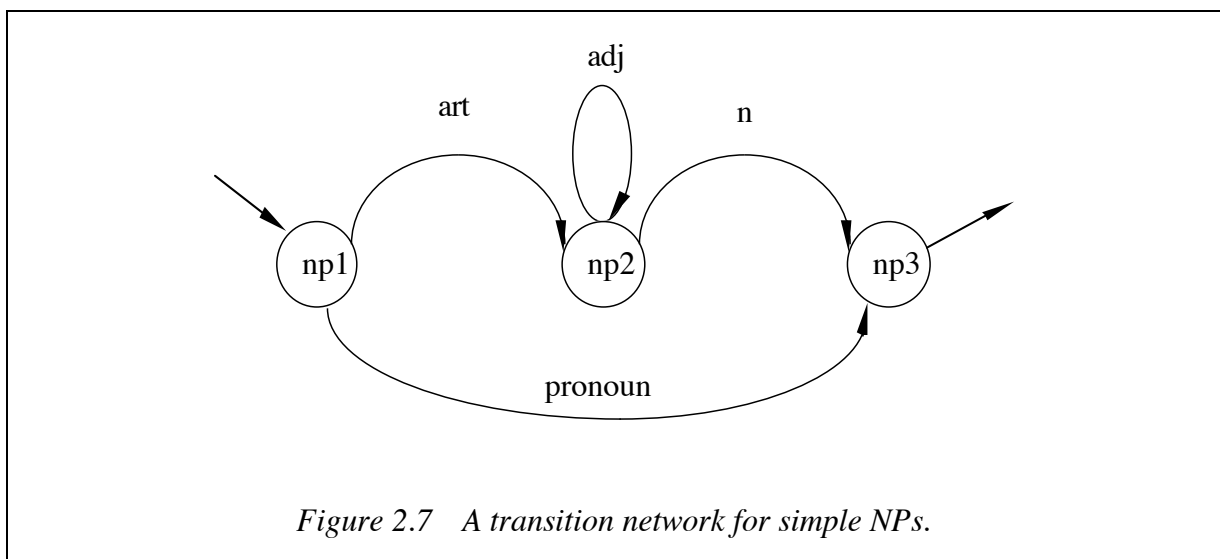 adj
art
n
np1
np2
np3
pronoun
Figure 2.7 A transition network for simple NPs.